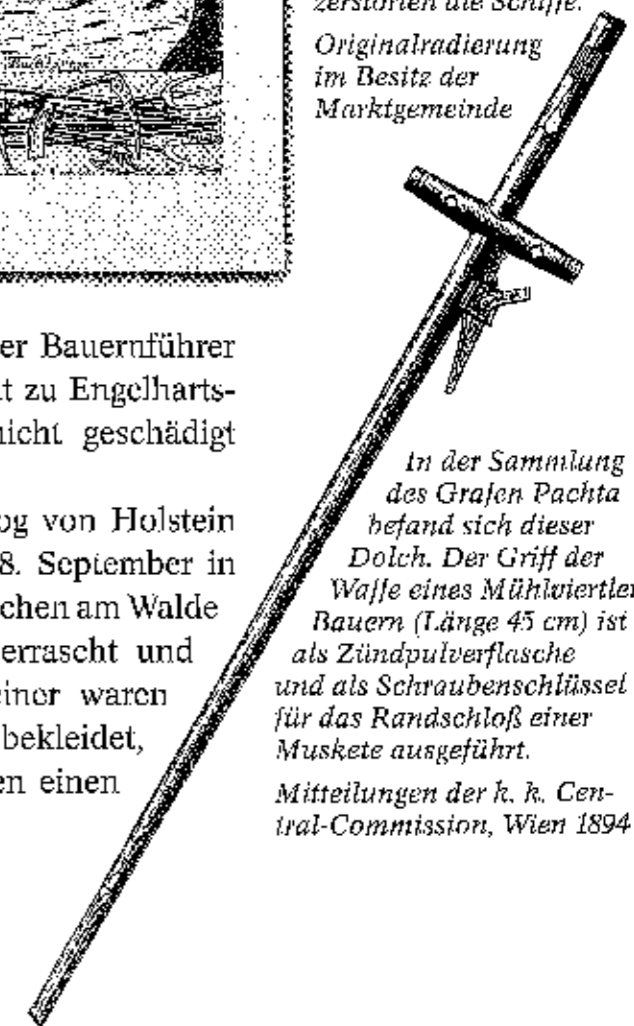 zerstörten die Schiffe.
Originalradierung
im Besitz der
Marktgemeinde
er Bauernführer
t zu Engelharts-
nicht geschädigt
og von Holstein
8. September in
chen am Walde
errascht und
einer waren
bekleidet,
en einen
In der Sammlung
des Grafen Pachta
befand sich dieser
Dolch. Der Griff der
Waffe eines Mühlviertler
Bauern (Länge 45 cm) ist
als Zündpulverflasche
und als Schraubenschlüssel
für das Randschloß einer
Muskete ausgeführt.
Mitteilungen der k. k. Cen-
tral-Commission, Wien 1894